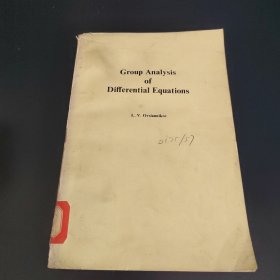 Group Analysis
of
Differential Equations
L. V. Ovsiannikov